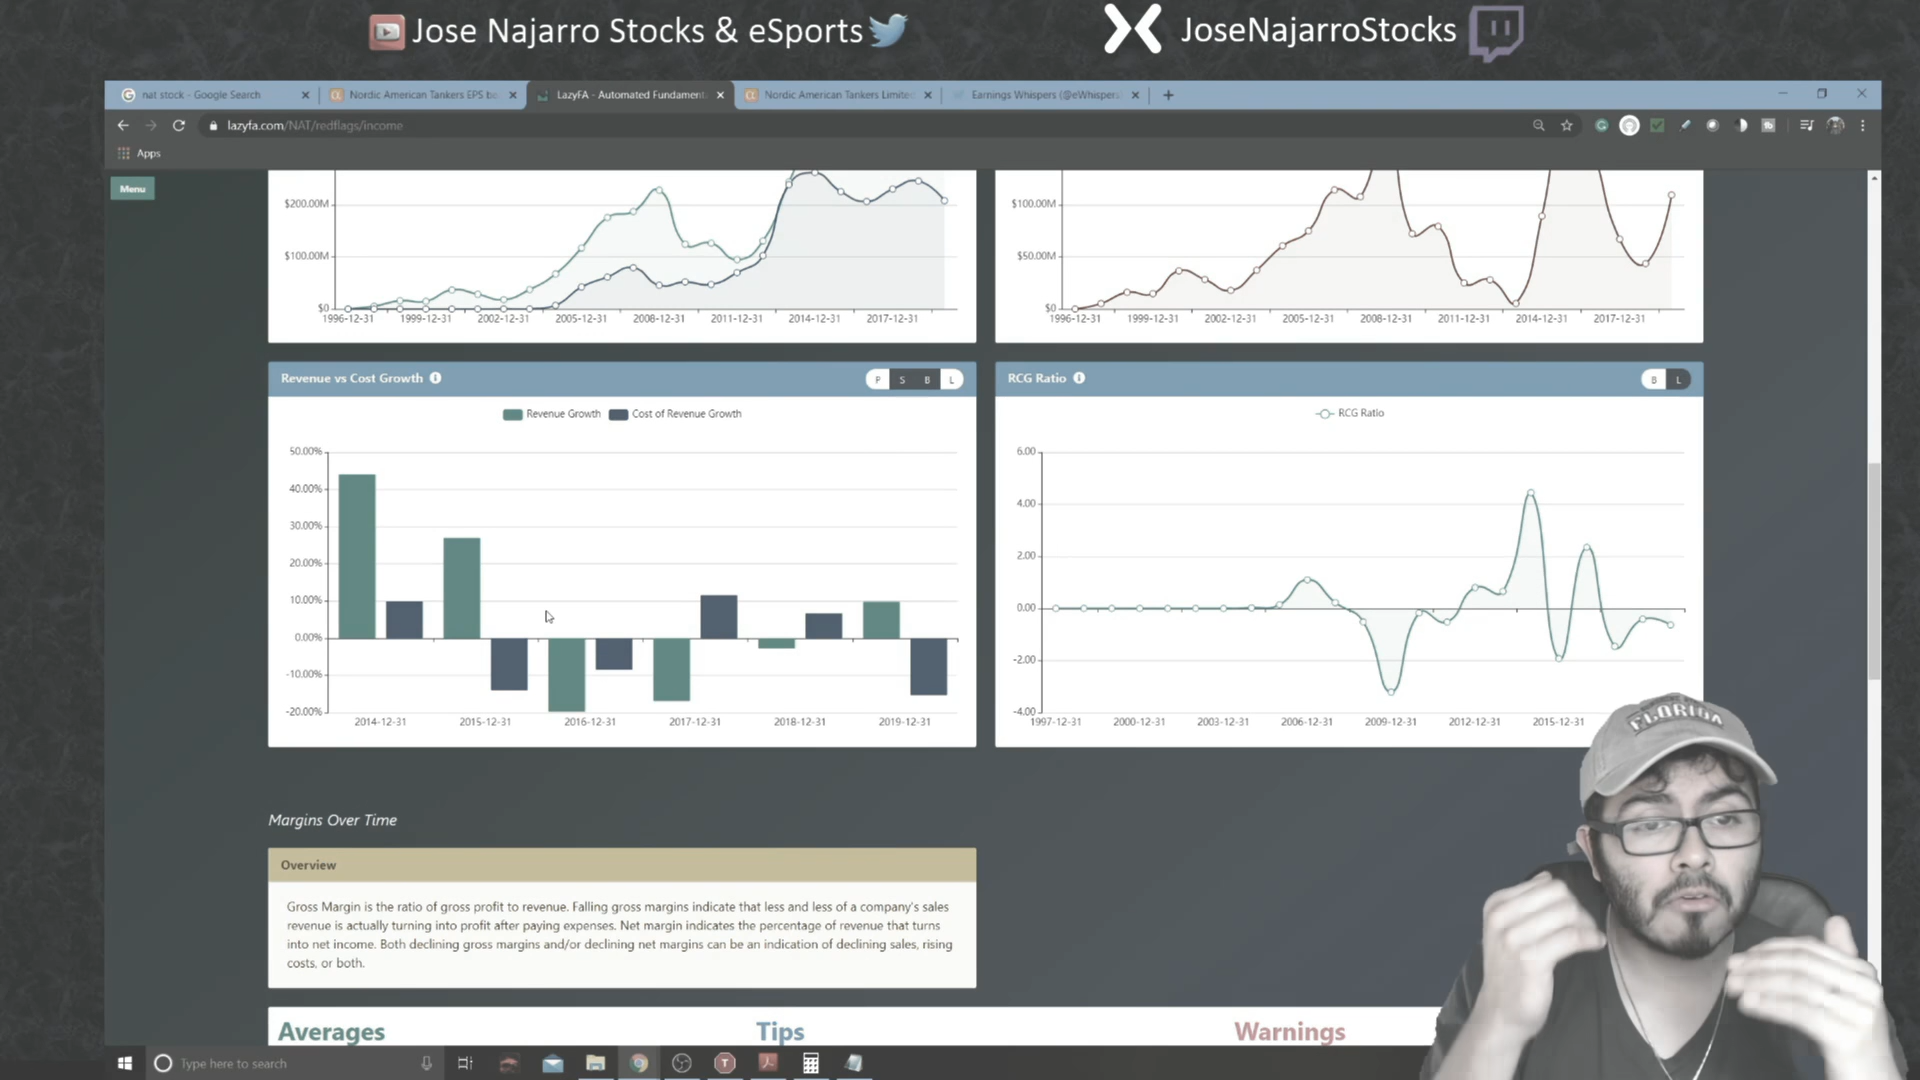 Jose Najarro Stocks & eSports
JoseNajarroStocks
nat stock - Google Search
Nordic American Tankers EPS be
LazyFA - Automated Fundament
Nordic American Tankers Limited
Earnings Whispers (@eWhispers
lazyfa.com/NAT/redflags/income
Apps
Menu
$200.00M
$100.00M
$0
1996-12-31 1999-12-31 2002-12-31 2005-12-31 2008-12-31 2011-12-31 2014-12-31 2017-12-31
$100.00M
$50.00M
$0
1996-12-31 1999-12-31 2002-12-31 2005-12-31 2008-12-31 2011-12-31 2014-12-31 2017-12-31
Revenue vs Cost Growth
P S B L
Revenue Growth Cost of Revenue Growth
50.00%
40.00%
30.00%
20.00%
10.00%
0.00%
-10.00%
-20.00%
2014-12-31 2015-12-31 2016-12-31 2017-12-31 2018-12-31 2019-12-31
RCG Ratio
B L
RCG Ratio
6.00
4.00
2.00
0.00
-2.00
-4.00
1997-12-31 2000-12-31 2003-12-31 2006-12-31 2009-12-31 2012-12-31 2015-12-31
Margins Over Time
Overview
Gross Margin is the ratio of gross profit to revenue. Falling gross margins indicate that less and less of a company's sales
revenue is actually turning into profit after paying expenses. Net margin indicates the percentage of revenue that turns
into net income. Both declining gross margins and/or declining net margins can be an indication of declining sales, rising
costs, or both.
Averages
Tips
Warnings
FLORIDA
Type here to search